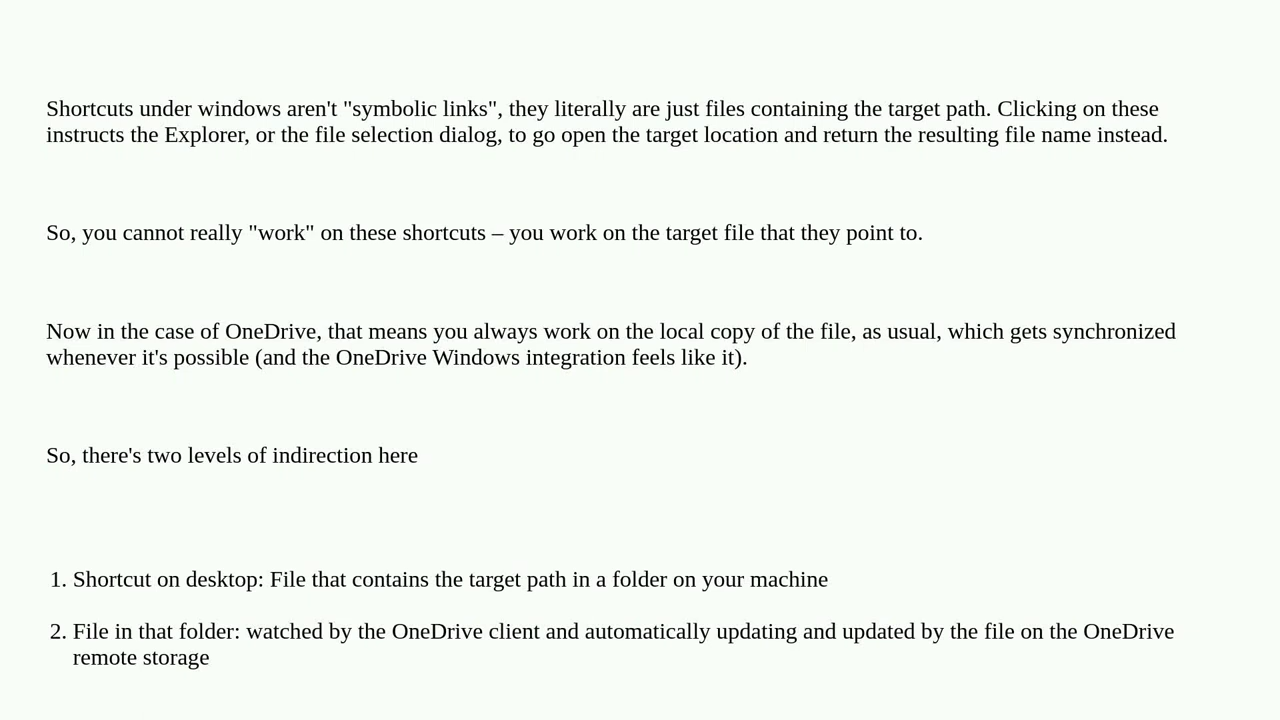 Shortcuts under windows aren't "symbolic links", they literally are just files containing the target path. Clicking on these
instructs the Explorer, or the file selection dialog, to go open the target location and return the resulting file name instead.
So, you cannot really "work" on these shortcuts – you work on the target file that they point to.
Now in the case of OneDrive, that means you always work on the local copy of the file, as usual, which gets synchronized
whenever it's possible (and the OneDrive Windows integration feels like it).
So, there's two levels of indirection here
1. Shortcut on desktop: File that contains the target path in a folder on your machine
2. File in that folder: watched by the OneDrive client and automatically updating and updated by the file on the OneDrive
remote storage